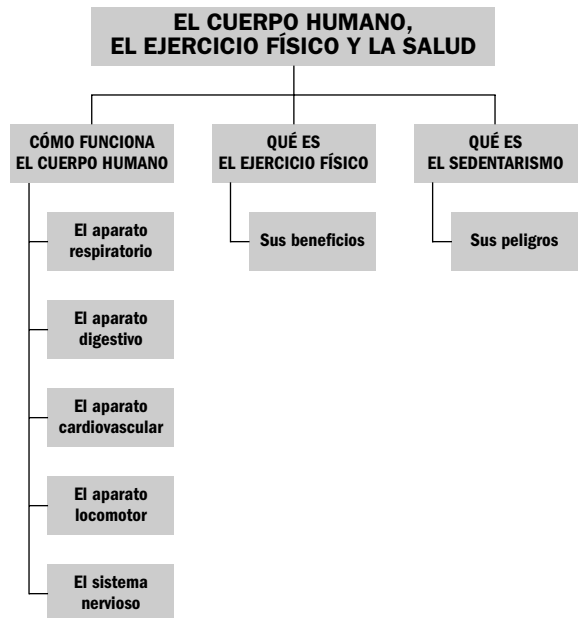 EL CUERPO HUMANO,
EL EJERCICIO FÍSICO Y LA SALUD
CÓMO FUNCIONA
EL CUERPO HUMANO
El aparato
respiratorio
El aparato
digestivo
El aparato
cardiovascular
El aparato
locomotor
El sistema
nervioso
QUÉ ES
EL EJERCICIO FÍSICO
Sus beneficios
QUÉ ES
EL SEDENTARISMO
Sus peligros